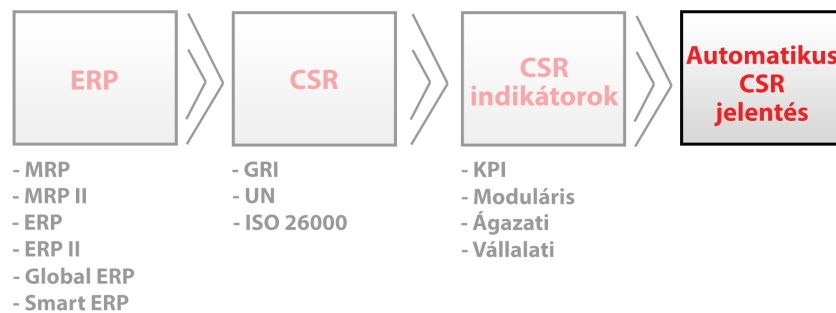 ERP
- MRP
- MRP II
- ERP
- ERP II
- Global ERP
- Smart ERP
CSR
- GRI
- UN
- ISO 26000
CSR
indikátorok
- KPI
- Moduláris
- Ágazati
- Vállalati
Automatikus
CSR
jelentés